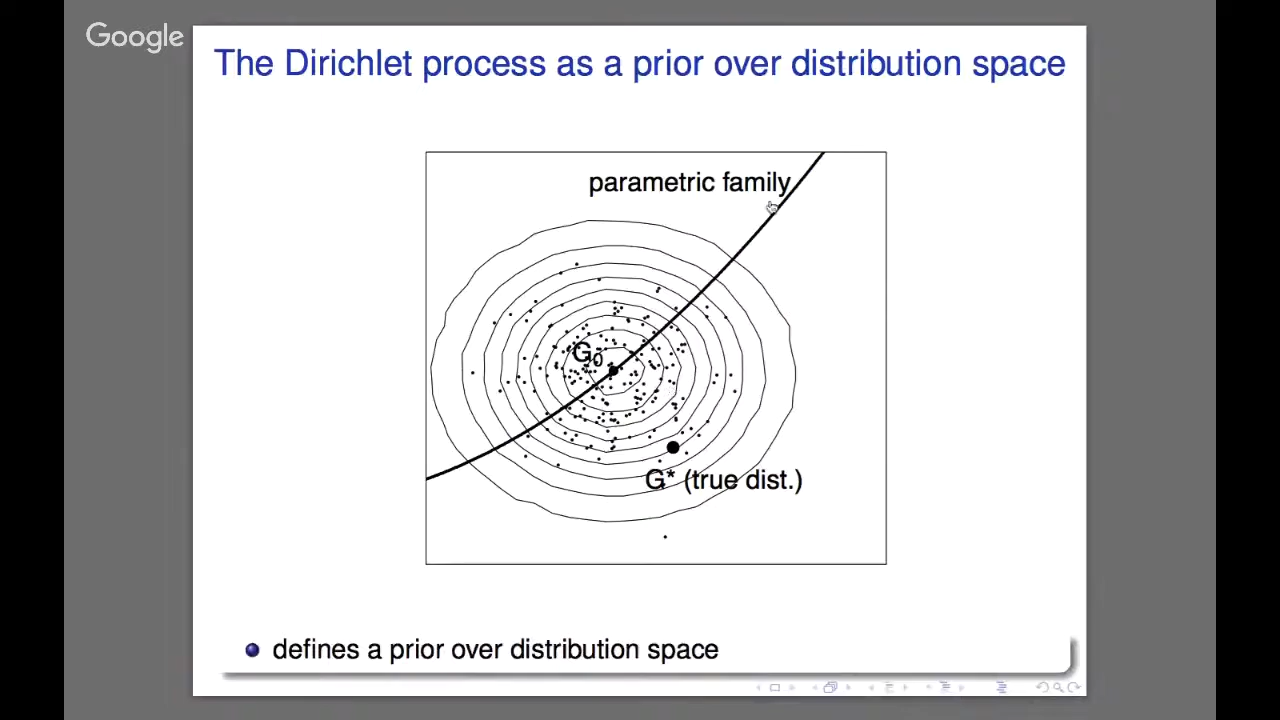 Google
The Dirichlet process as a prior over distribution space
parametric family
G₀
G* (true dist.)
defines a prior over distribution space